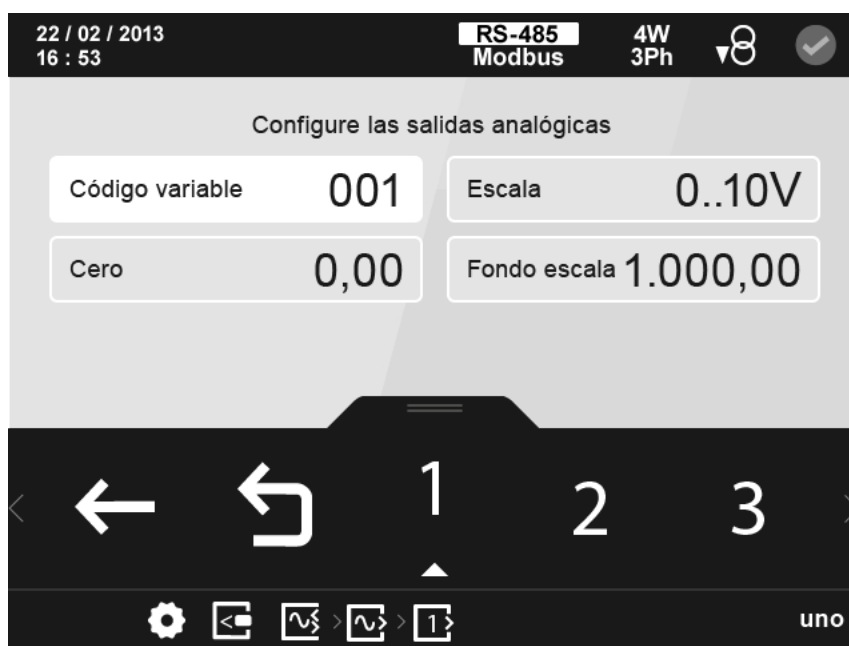 22 / 02 / 2013
16 : 53
RS-485
Modbus
4W
3Ph
Configure las salidas analógicas
Código variable 001
Escala 0..10V
Cero 0,00
Fondo escala 1.000,00
1 2 3
1
uno